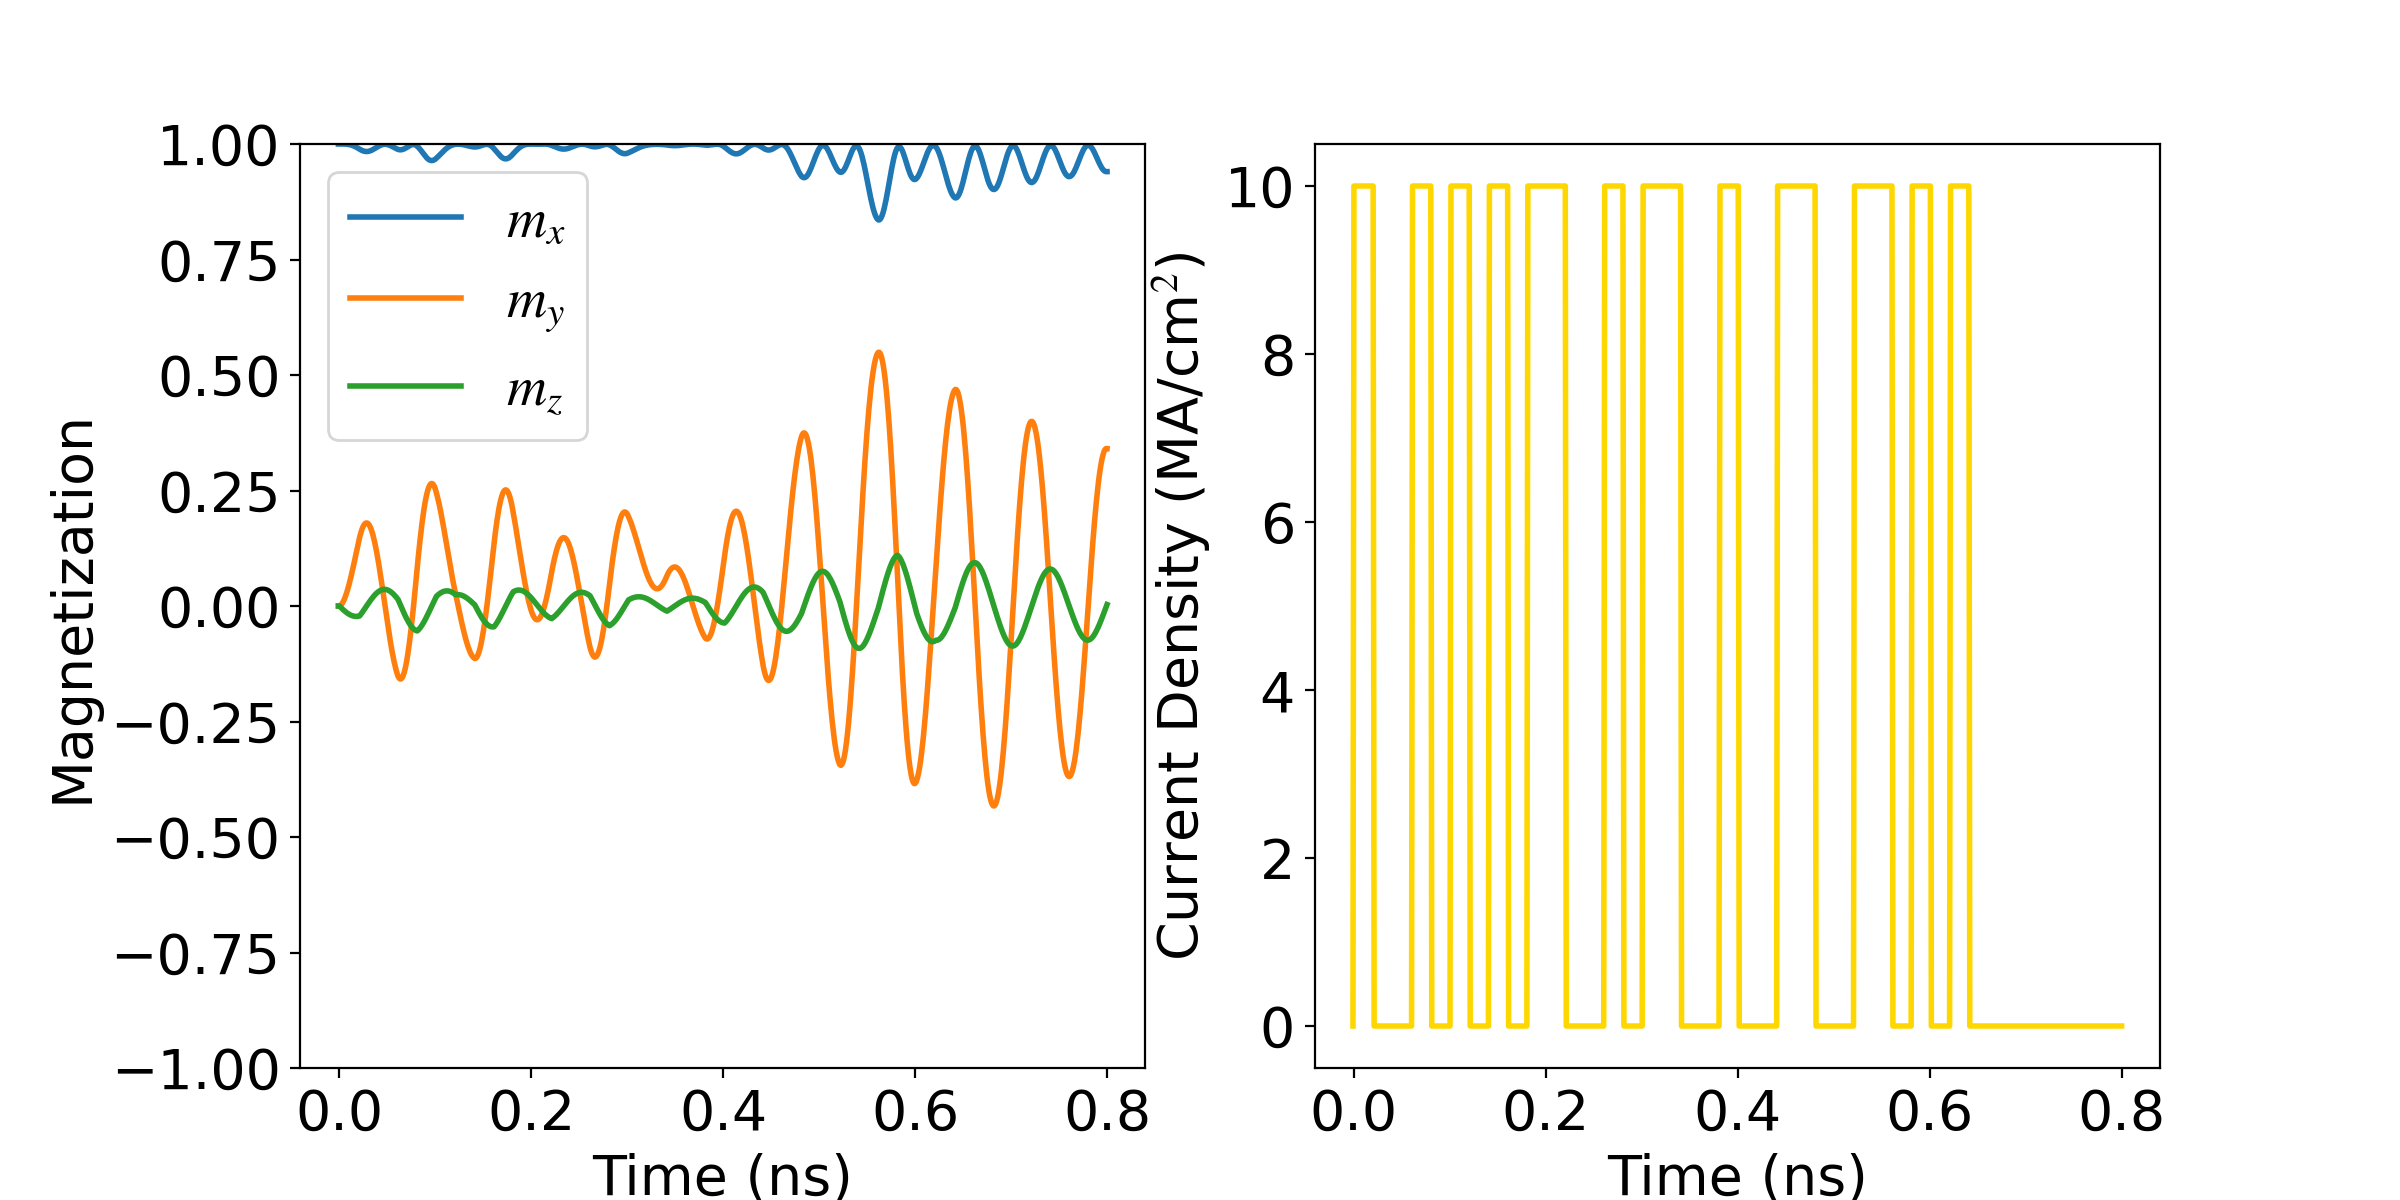 Magnetization
1.00
0.75
0.50
0.25
0.00
−0.25
−0.50
−0.75
−1.00
m_x
m_y
m_z
0.0 0.2 0.4 0.6 0.8
Time (ns)
Current Density (MA/cm²)
10
8
6
4
2
0
0.0 0.2 0.4 0.6 0.8
Time (ns)